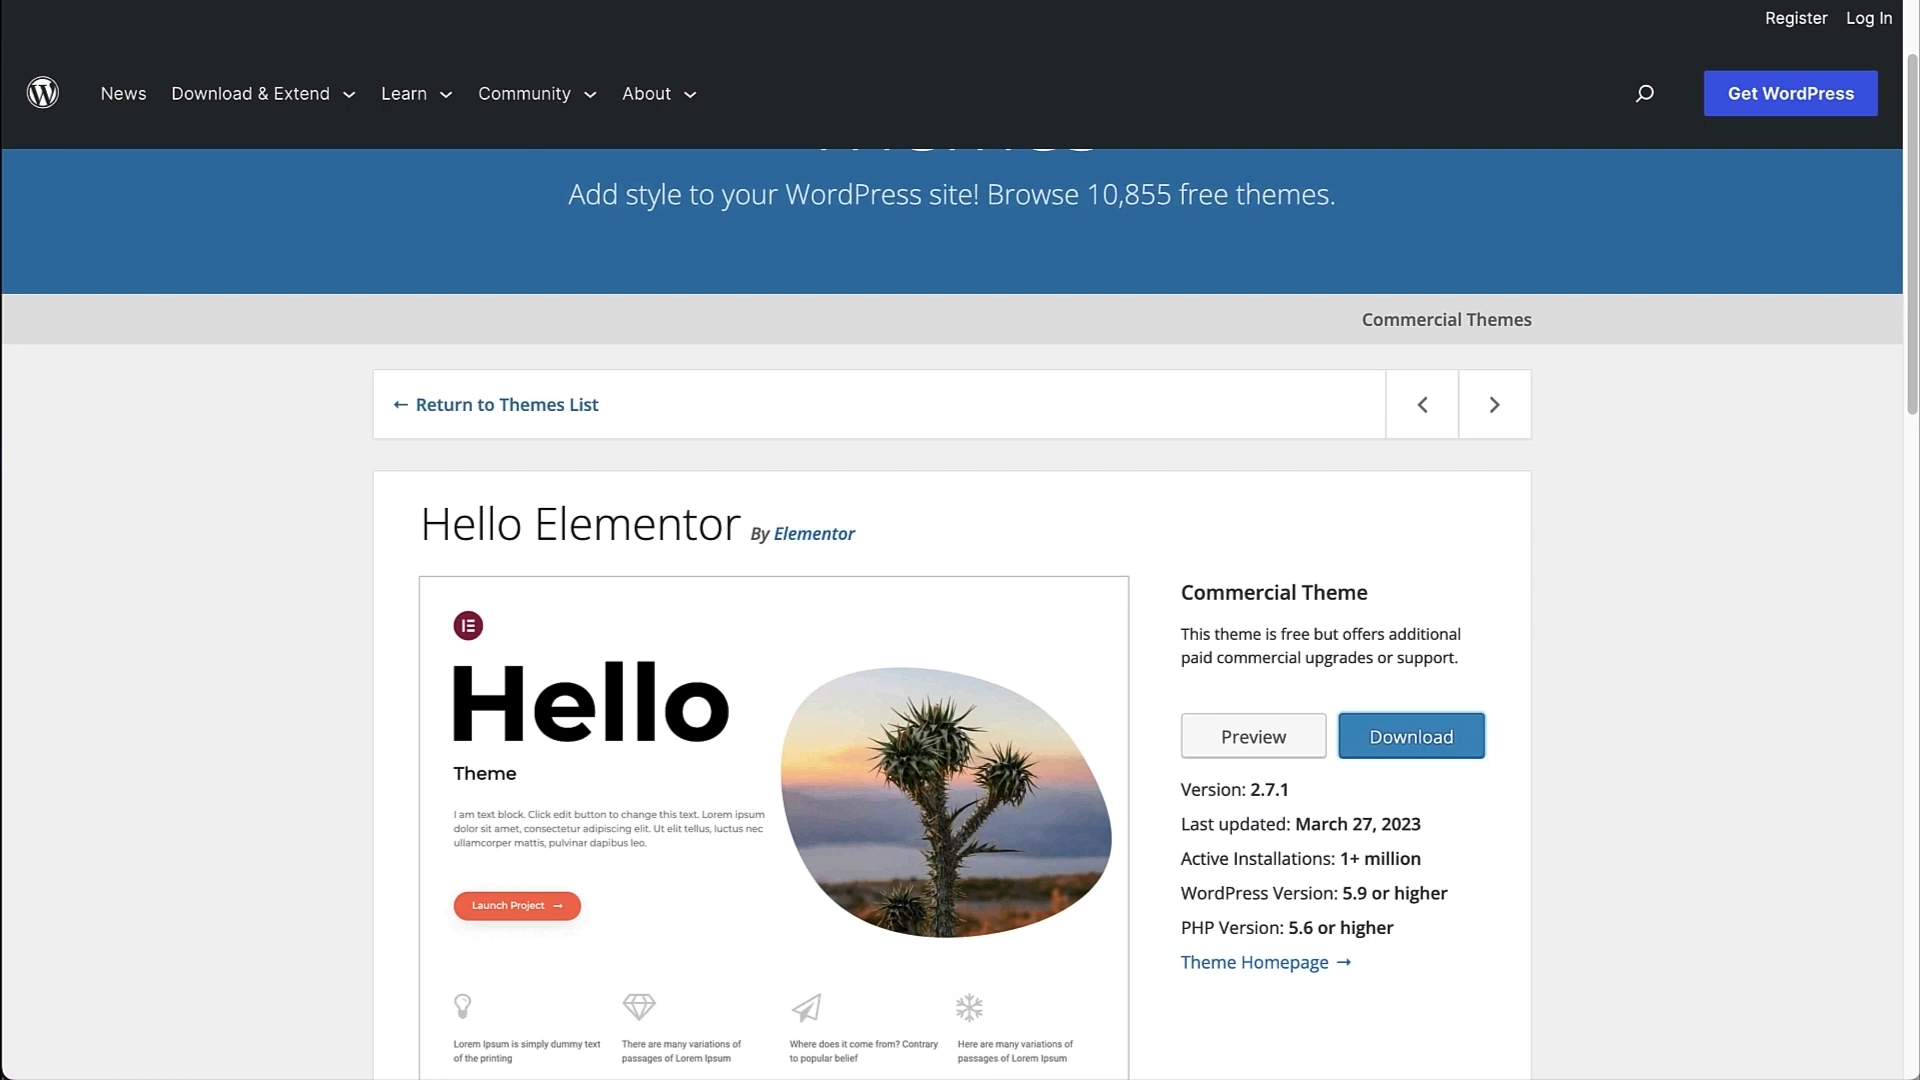 Register Log In
News Download & Extend Learn Community About Get WordPress
Themes
Add style to your WordPress site! Browse 10,855 free themes.
Commercial Themes
← Return to Themes List
Hello Elementor By Elementor
Hello
Theme
I am text block. Click edit button to change this text. Lorem ipsum
dolor sit amet, consectetur adipiscing elit. Ut elit tellus, luctus nec
ullamcorper mattis, pulvinar dapibus leo.
Launch Project →
Lorem Ipsum is simply dummy text
of the printing
There are many variations of
passages of Lorem Ipsum
Where does it come from? Contrary
to popular belief
Here are many variations of
passages of Lorem Ipsum
Commercial Theme
This theme is free but offers additional
paid commercial upgrades or support.
Preview Download
Version: 2.7.1
Last updated: March 27, 2023
Active Installations: 1+ million
WordPress Version: 5.9 or higher
PHP Version: 5.6 or higher
Theme Homepage →